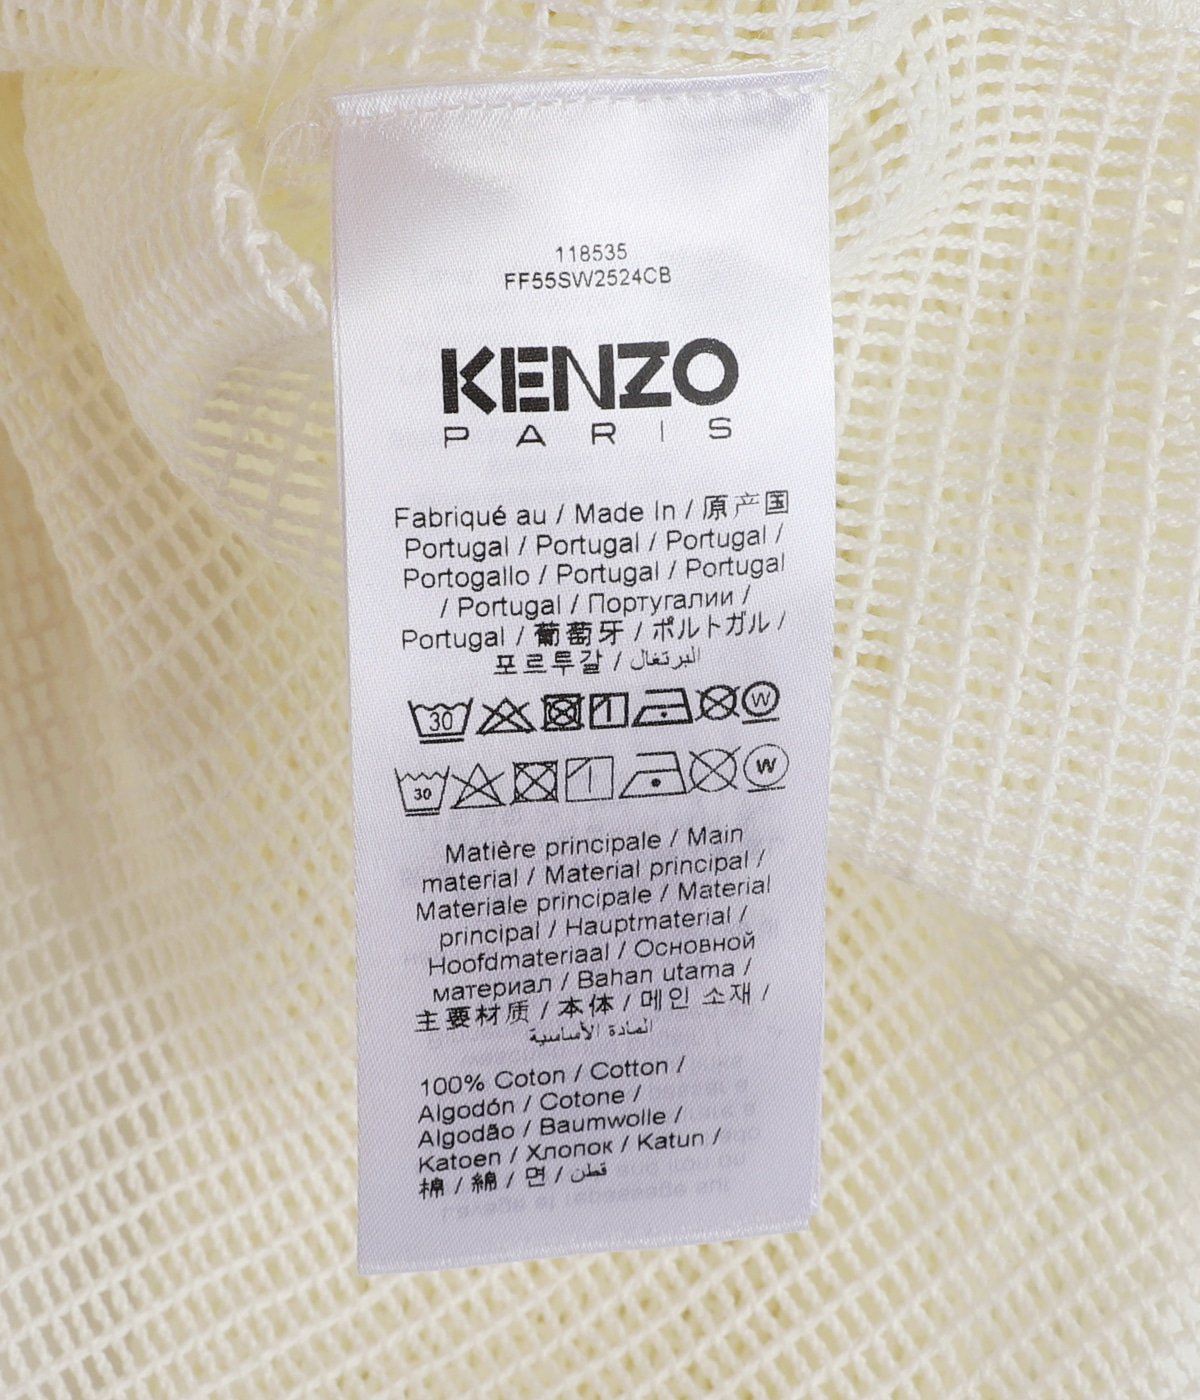 118535
FF55SW2524CB
KENZO
PARIS
Fabriqué au / Made In / 原产国
Portugal / Portugal / Portugal /
Portogallo / Portugal / Portugal
/ Portugal / Португалии /
Portugal / 葡萄牙 / ポルトガル /
포르투갈 / البرتغال
30 W
30 W
Matière principale / Main
material / Material principal /
Materiale principale / Material
principal / Hauptmaterial /
Hoofdmateriaal / Основной
материал / Bahan utama /
主要材质 / 本体 / 메인 소재 /
المادة الأساسية
100% Coton / Cotton /
Algodón / Cotone /
Algodão / Baumwolle /
Katoen / Хлопок / Katun /
棉 / 綿 / 면 / قطن